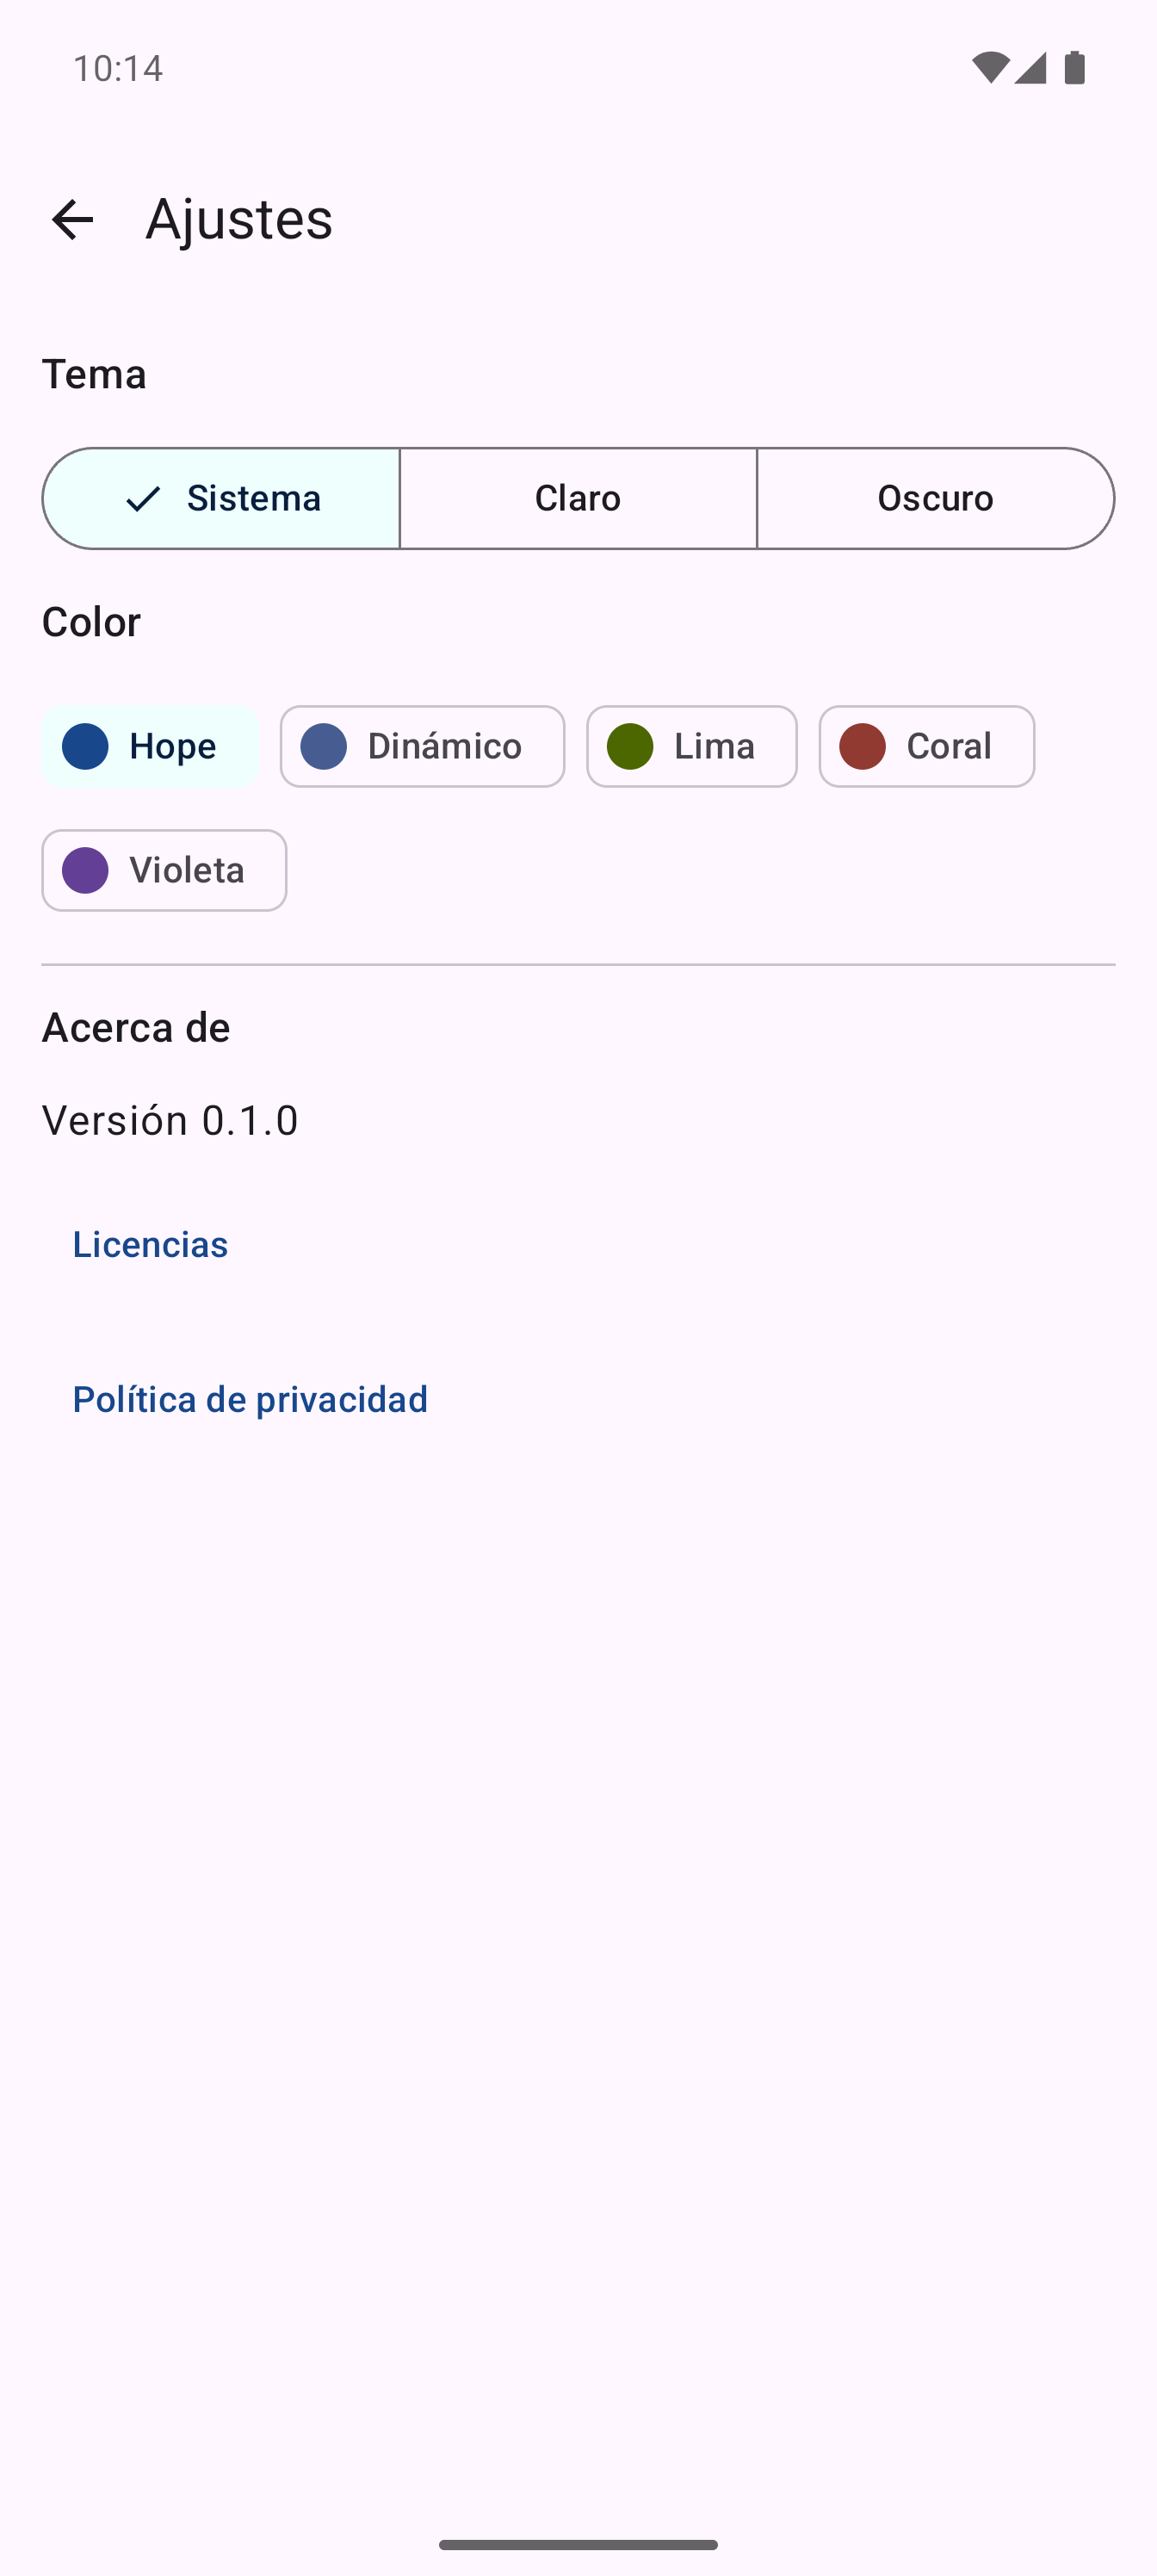 10:14
Ajustes
Tema
Sistema Claro Oscuro
Color
Hope Dinámico Lima Coral
Violeta
Acerca de
Versión 0.1.0
Licencias
Política de privacidad